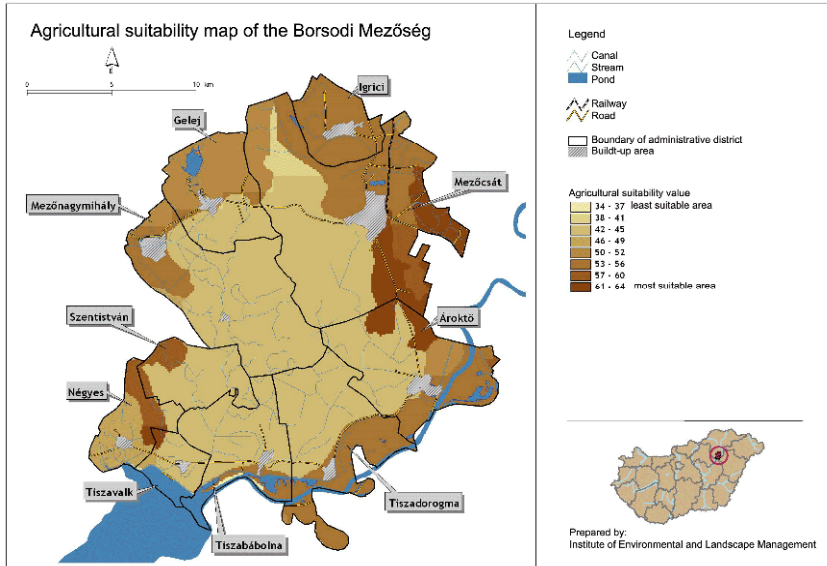 Agricultural suitability map of the Borsodi Mezőség
É
0 5 10 km
Igrici
Gelej
Mezőcsát
Mezőnagymihály
Szentistván
Ároktő
Négyes
Tiszavalk
Tiszadorogma
Tiszabábolna
Legend
Canal
Stream
Pond
Railway
Road
Boundary of administrative district
Buildt-up area
Agricultural suitability value
34 - 37 least suitable area
38 - 41
42 - 45
46 - 49
50 - 52
53 - 56
57 - 60
61 - 64 most suitable area
Prepared by:
Institute of Environmental and Landscape Management